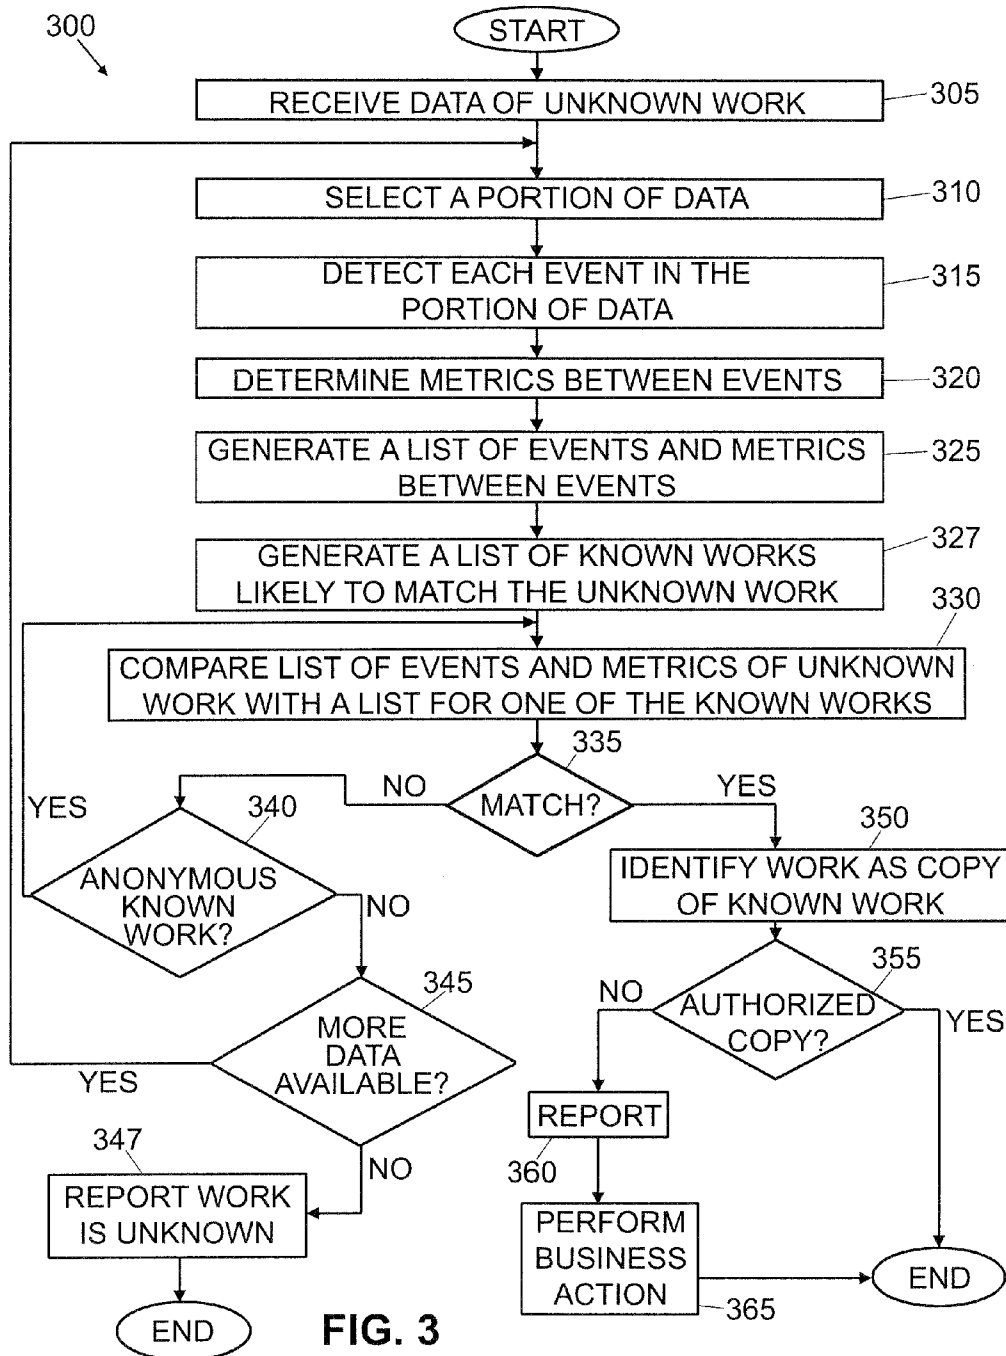 300
START
RECEIVE DATA OF UNKNOWN WORK
305
SELECT A PORTION OF DATA
310
DETECT EACH EVENT IN THE
PORTION OF DATA
315
DETERMINE METRICS BETWEEN EVENTS
320
GENERATE A LIST OF EVENTS AND METRICS
BETWEEN EVENTS
325
GENERATE A LIST OF KNOWN WORKS
LIKELY TO MATCH THE UNKNOWN WORK
327
330
COMPARE LIST OF EVENTS AND METRICS OF UNKNOWN
WORK WITH A LIST FOR ONE OF THE KNOWN WORKS
335
MATCH?
NO
YES
YES
340
ANONYMOUS
KNOWN
WORK?
NO
350
IDENTIFY WORK AS COPY
OF KNOWN WORK
345
MORE
DATA
AVAILABLE?
YES
NO
355
AUTHORIZED
COPY?
NO
YES
347
REPORT WORK
IS UNKNOWN
END
REPORT
360
PERFORM
BUSINESS
ACTION
365
END
FIG. 3